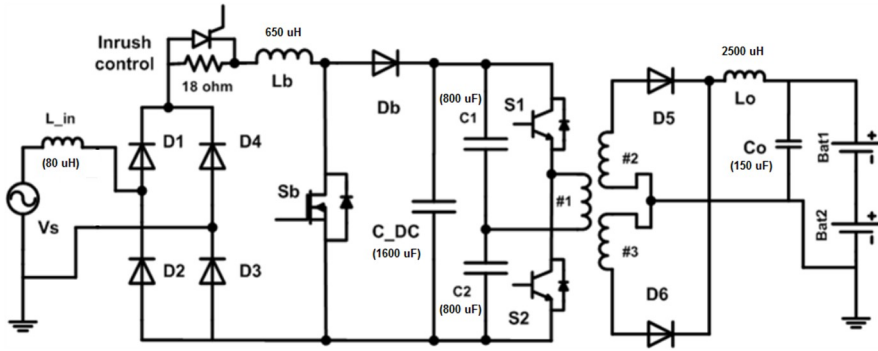 650 uH
Inrush
control
18 ohm
Lb
Db
L_in
(80 uH)
D1
D4
Vs
D2
D3
Sb
C_DC
(1600 uF)
(800 uF)
C1
C2
(800 uF)
S1
S2
#1
#2
#3
D5
D6
2500 uH
Lo
Co
(150 uF)
Bat1
+
-
Bat2
+
-